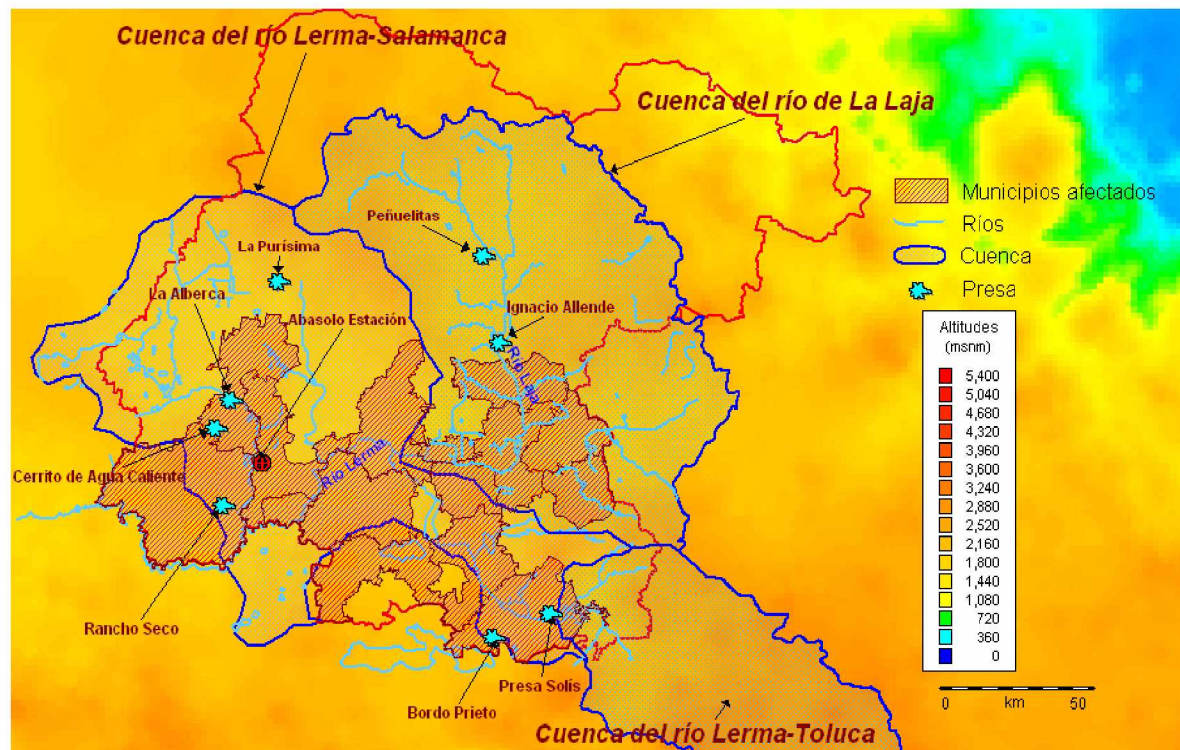 Cuenca del río Lerma-Salamanca
Cuenca del río de La Laja
Municipios afectados
Ríos
Cuenca
Presa
Peñuelitas
La Purísima
La Alberca
Abasolo Estación
Ignacio Allende
Río Laja
Río Lerma
Cerrito de Agua Caliente
Rancho Seco
Presa Solís
Bordo Prieto
Cuenca del río Lerma-Toluca
Altitudes
(msnm)
5,400
5,040
4,680
4,320
3,960
3,600
3,240
2,880
2,520
2,160
1,800
1,440
1,080
720
360
0
0 km 50